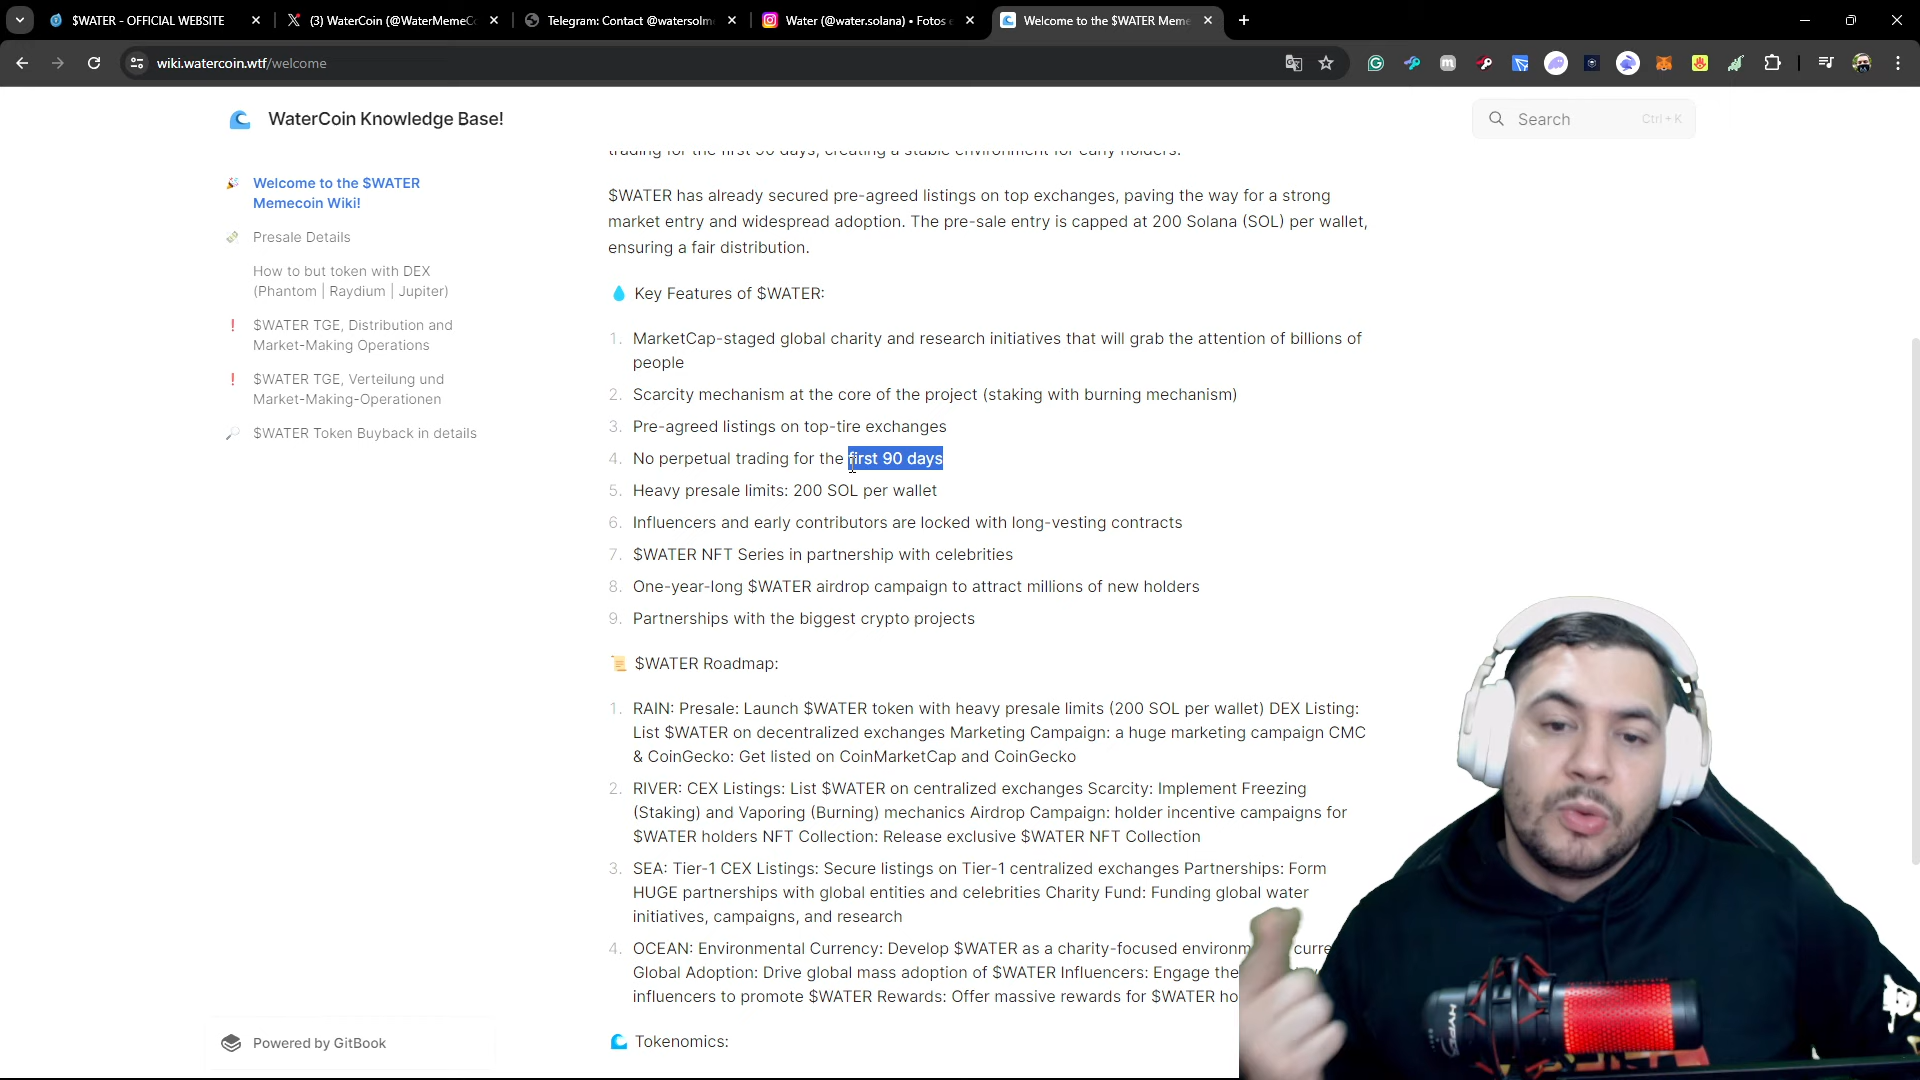 $WATER - OFFICIAL WEBSITE
(3) WaterCoin (@WaterMemeCo
Telegram: Contact @watersolm
Water (@water.solana) • Fotos e
Welcome to the $WATER Meme
wiki.watercoin.wtf/welcome
WaterCoin Knowledge Base!
Search
Ctrl + K
Welcome to the $WATER
Memecoin Wiki!
Presale Details
How to but token with DEX
(Phantom | Raydium | Jupiter)
$WATER TGE, Distribution and
Market-Making Operations
$WATER TGE, Verteilung und
Market-Making-Operationen
$WATER Token Buyback in details
Powered by GitBook
trading for the first 90 days, creating a stable environment for early holders.
$WATER has already secured pre-agreed listings on top exchanges, paving the way for a strong
market entry and widespread adoption. The pre-sale entry is capped at 200 Solana (SOL) per wallet,
ensuring a fair distribution.
💧 Key Features of $WATER:
1. MarketCap-staged global charity and research initiatives that will grab the attention of billions of
people
2. Scarcity mechanism at the core of the project (staking with burning mechanism)
3. Pre-agreed listings on top-tire exchanges
4. No perpetual trading for the first 90 days
5. Heavy presale limits: 200 SOL per wallet
6. Influencers and early contributors are locked with long-vesting contracts
7. $WATER NFT Series in partnership with celebrities
8. One-year-long $WATER airdrop campaign to attract millions of new holders
9. Partnerships with the biggest crypto projects
📜 $WATER Roadmap:
1. RAIN: Presale: Launch $WATER token with heavy presale limits (200 SOL per wallet) DEX Listing:
List $WATER on decentralized exchanges Marketing Campaign: a huge marketing campaign CMC
& CoinGecko: Get listed on CoinMarketCap and CoinGecko
2. RIVER: CEX Listings: List $WATER on centralized exchanges Scarcity: Implement Freezing
(Staking) and Vaporing (Burning) mechanics Airdrop Campaign: holder incentive campaigns for
$WATER holders NFT Collection: Release exclusive $WATER NFT Collection
3. SEA: Tier-1 CEX Listings: Secure listings on Tier-1 centralized exchanges Partnerships: Form
HUGE partnerships with global entities and celebrities Charity Fund: Funding global water
initiatives, campaigns, and research
4. OCEAN: Environmental Currency: Develop $WATER as a charity-focused environm curre
Global Adoption: Drive global mass adoption of $WATER Influencers: Engage the
influencers to promote $WATER Rewards: Offer massive rewards for $WATER ho
🌊 Tokenomics:
HYPERX